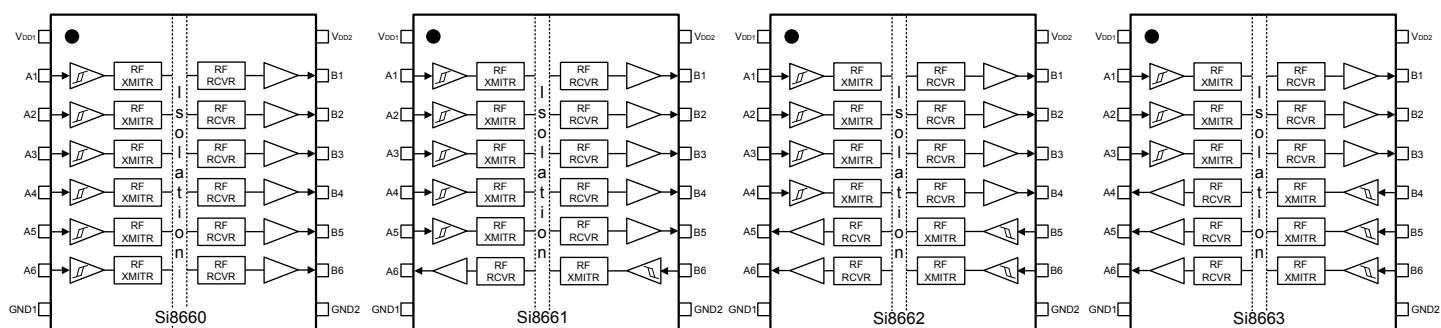 VDD1 VDD2
A1 RF XMITR RF RCVR B1
A2 RF XMITR RF RCVR B2
A3 RF XMITR RF RCVR B3
A4 RF XMITR RF RCVR B4
A5 RF XMITR RF RCVR B5
A6 RF XMITR RF RCVR B6
Isolation
GND1 GND2
Si8660
VDD1 VDD2
A1 RF XMITR RF RCVR B1
A2 RF XMITR RF RCVR B2
A3 RF XMITR RF RCVR B3
A4 RF XMITR RF RCVR B4
A5 RF XMITR RF RCVR B5
A6 RF RCVR RF XMITR B6
Isolation
GND1 GND2
Si8661
VDD1 VDD2
A1 RF XMITR RF RCVR B1
A2 RF XMITR RF RCVR B2
A3 RF XMITR RF RCVR B3
A4 RF XMITR RF RCVR B4
A5 RF RCVR RF XMITR B5
A6 RF RCVR RF XMITR B6
Isolation
GND1 GND2
Si8662
VDD1 VDD2
A1 RF XMITR RF RCVR B1
A2 RF XMITR RF RCVR B2
A3 RF XMITR RF RCVR B3
A4 RF RCVR RF XMITR B4
A5 RF RCVR RF XMITR B5
A6 RF RCVR RF XMITR B6
Isolation
GND1 GND2
Si8663